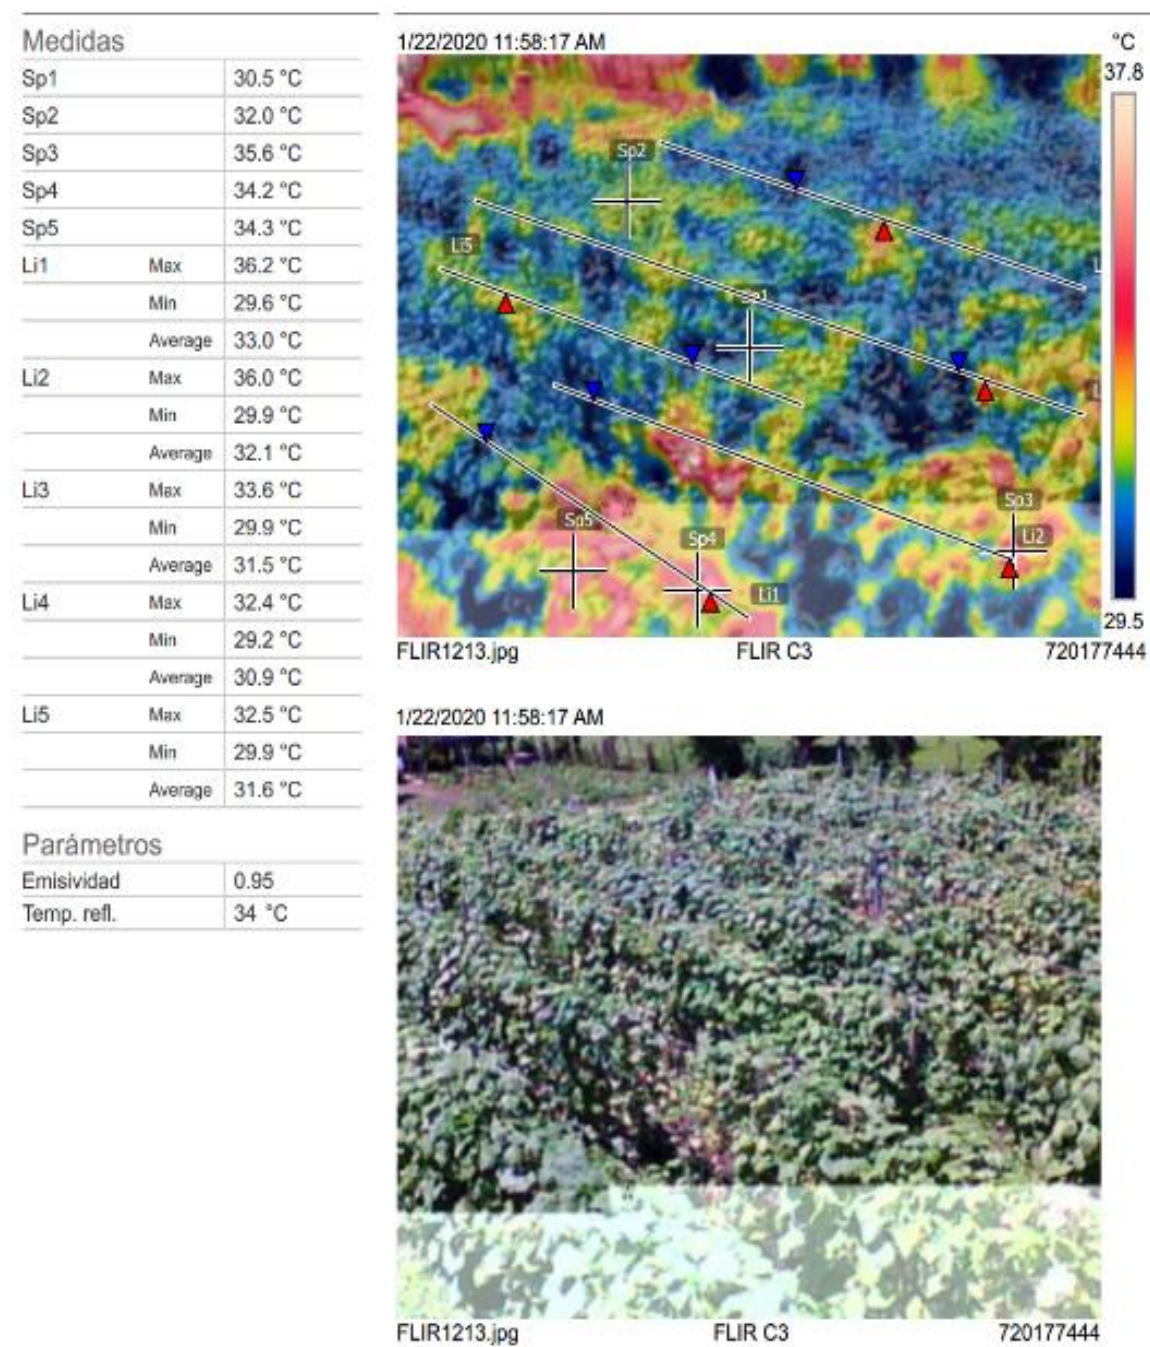 Medidas
Sp1 30.5 °C
Sp2 32.0 °C
Sp3 35.6 °C
Sp4 34.2 °C
Sp5 34.3 °C
Li1 Max 36.2 °C
Min 29.6 °C
Average 33.0 °C
Li2 Max 36.0 °C
Min 29.9 °C
Average 32.1 °C
Li3 Max 33.6 °C
Min 29.9 °C
Average 31.5 °C
Li4 Max 32.4 °C
Min 29.2 °C
Average 30.9 °C
Li5 Max 32.5 °C
Min 29.9 °C
Average 31.6 °C
Parámetros
Emisividad 0.95
Temp. refl. 34 °C
1/22/2020 11:58:17 AM °C
37.8
Sp2
Li5
Sp3
Sp5
Sp4
Li2
Li1
29.5
FLIR1213.jpg FLIR C3 720177444
1/22/2020 11:58:17 AM
FLIR1213.jpg FLIR C3 720177444